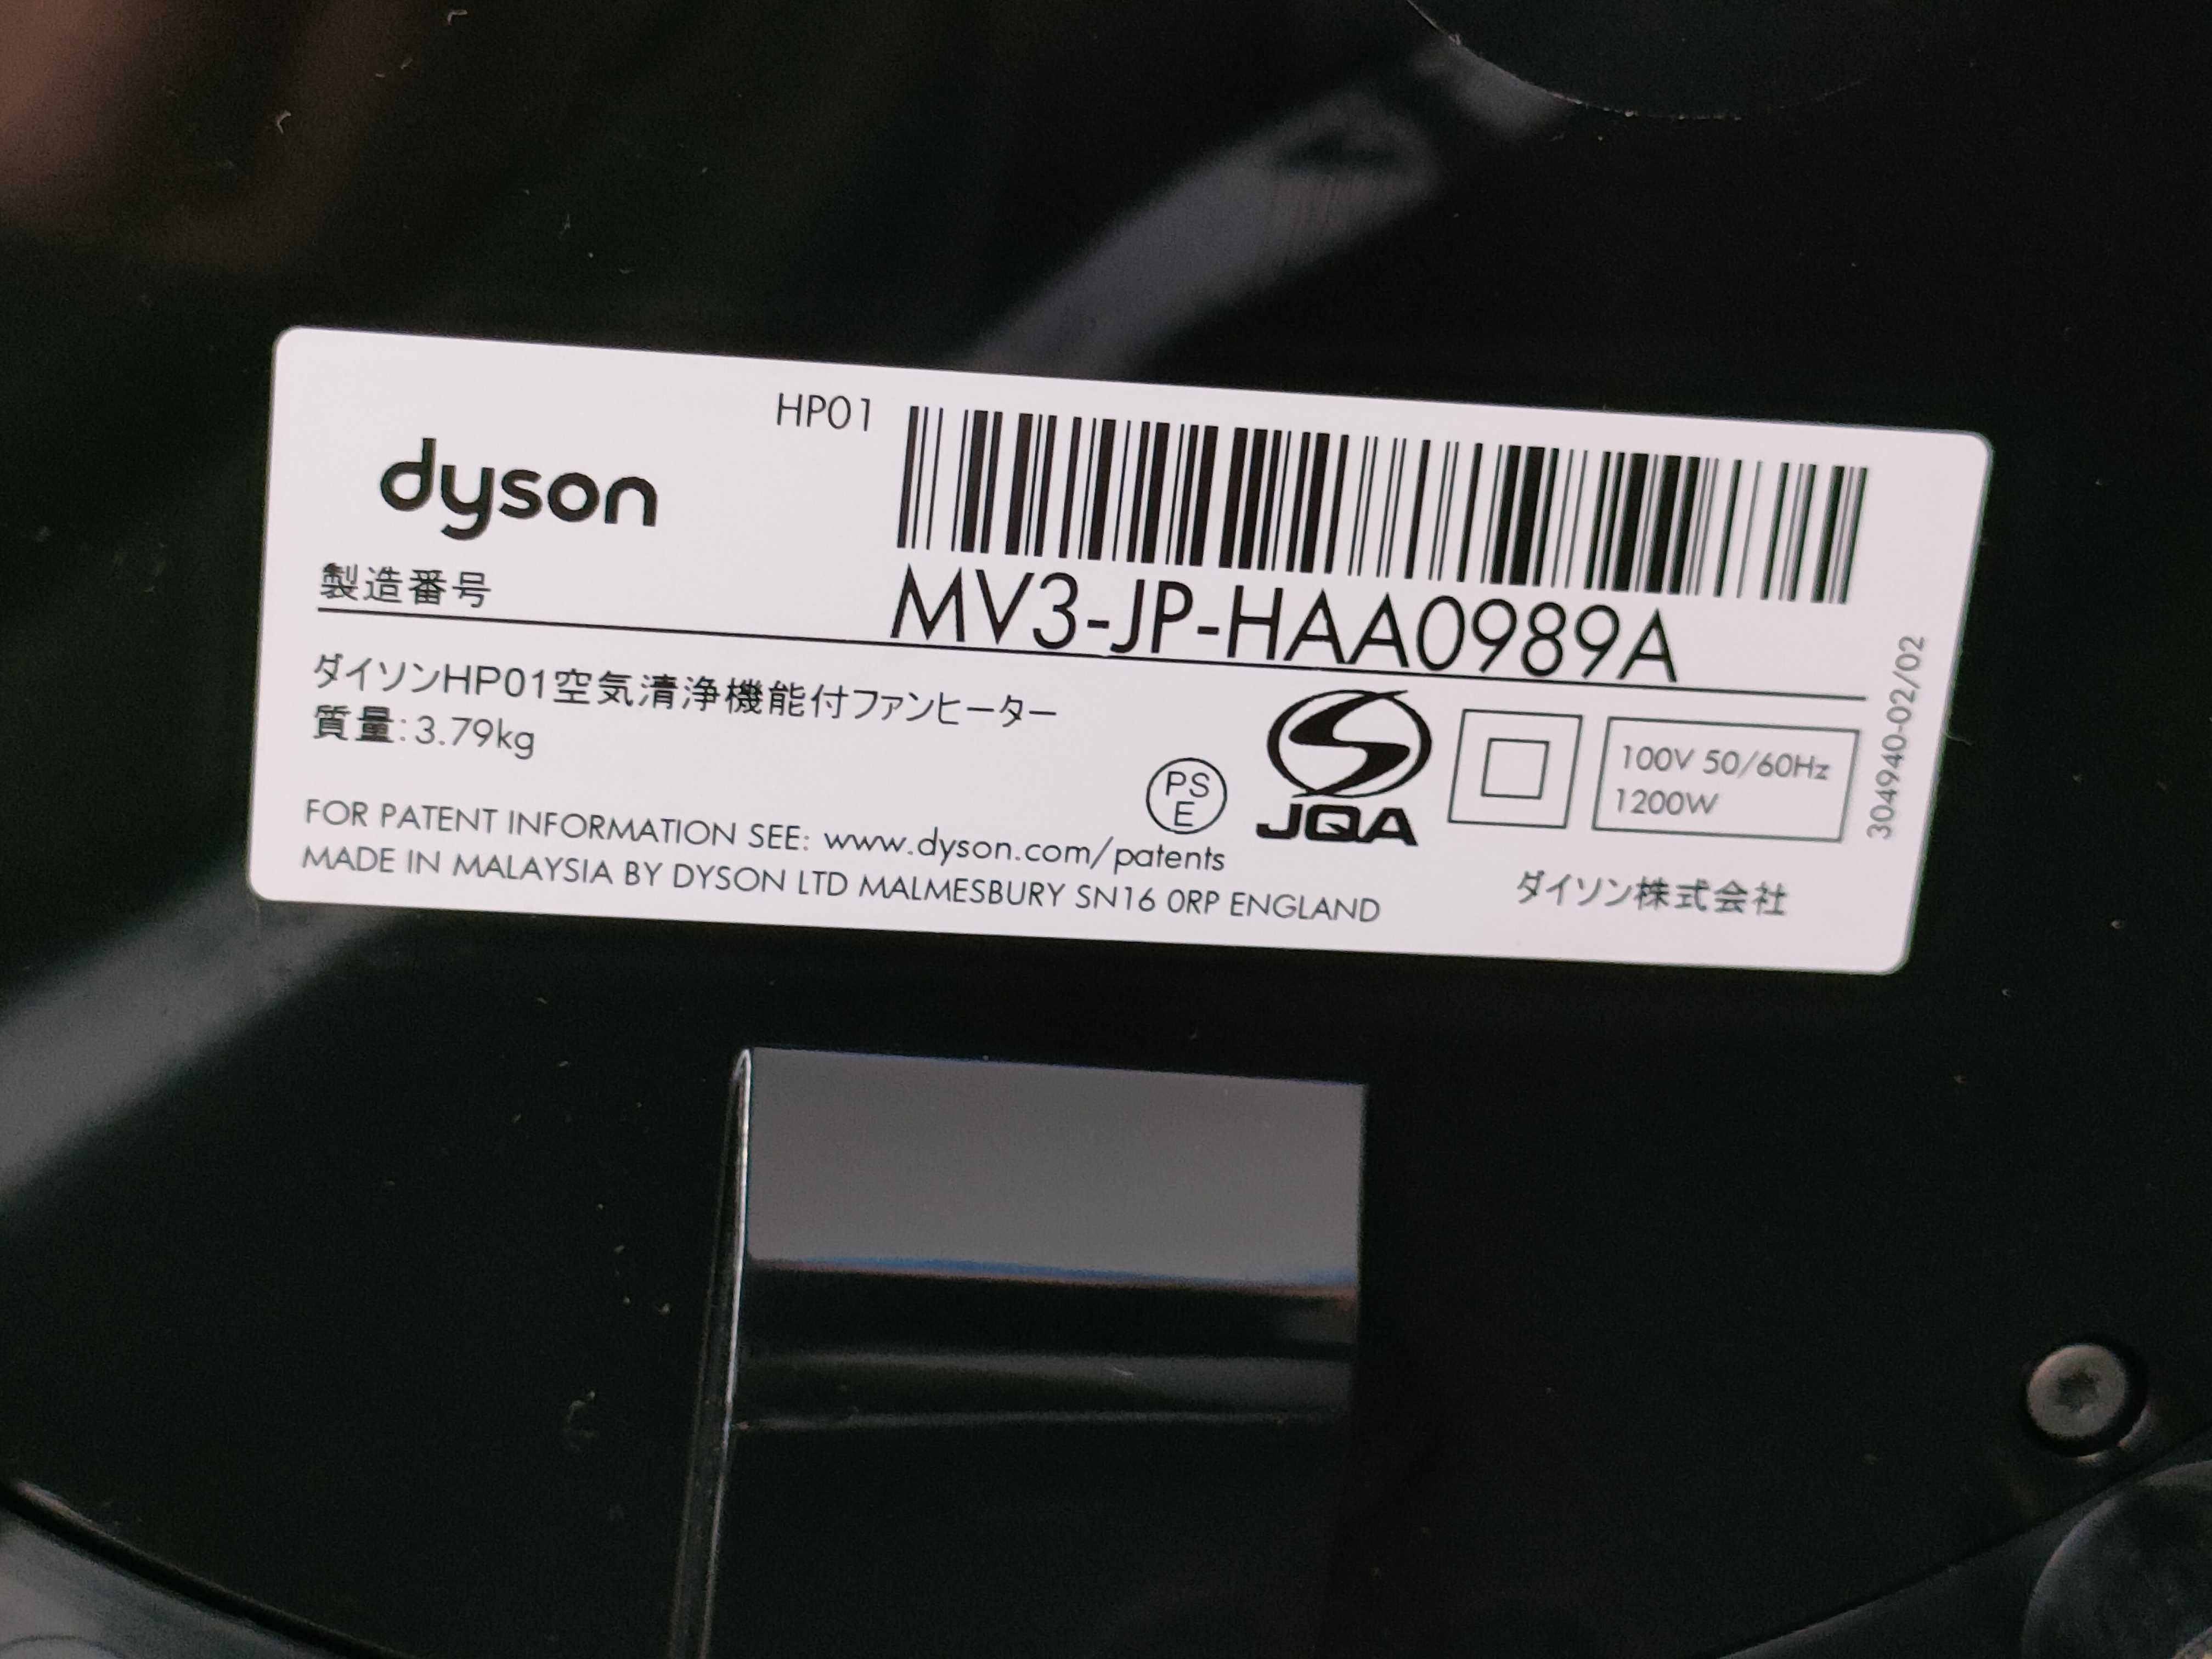 HP01
dyson
製造番号
MV3-JP-HAA0989A
ダイソンHP01空気清浄機能付ファンヒーター
質量:3.79kg
PS
E
JQA
100V 50/60Hz
1200W
304940-02/02
FOR PATENT INFORMATION SEE: www.dyson.com/patents
MADE IN MALAYSIA BY DYSON LTD MALMESBURY SN16 0RP ENGLAND
ダイソン株式会社